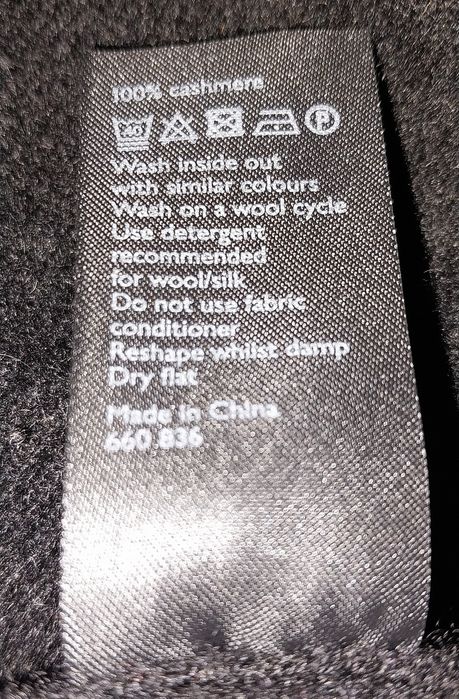 100% cashmere
40 P
Wash inside out
with similar colours
Wash on a wool cycle
Use detergent
recommended
for wool/silk
Do not use fabric
conditioner
Reshape whilst damp
Dry flat
Made in China
660 836